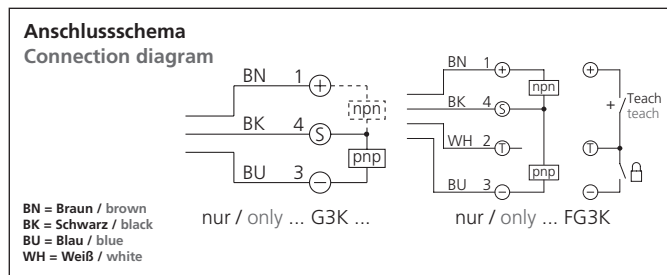 Anschlussschema
Connection diagram
BN 1 +
npn
BK 4 S
pnp
BU 3 −
nur / only ... G3K ...
BN 1 +
npn
BK 4 S
WH 2 T
pnp
BU 3 −
nur / only ... FG3K
+
+ Teach
teach
T
−
BN = Braun / brown
BK = Schwarz / black
BU = Blau / blue
WH = Weiß / white